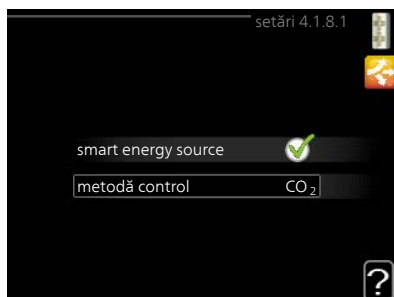 setări 4.1.8.1
smart energy source
metodă control CO₂
?